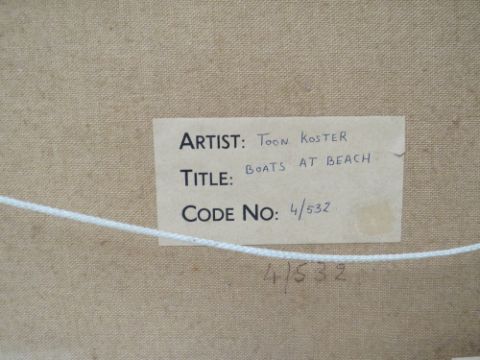 ARTIST: TOON KOSTER
TITLE: BOATS AT BEACH
CODE NO: 4/532
4/532